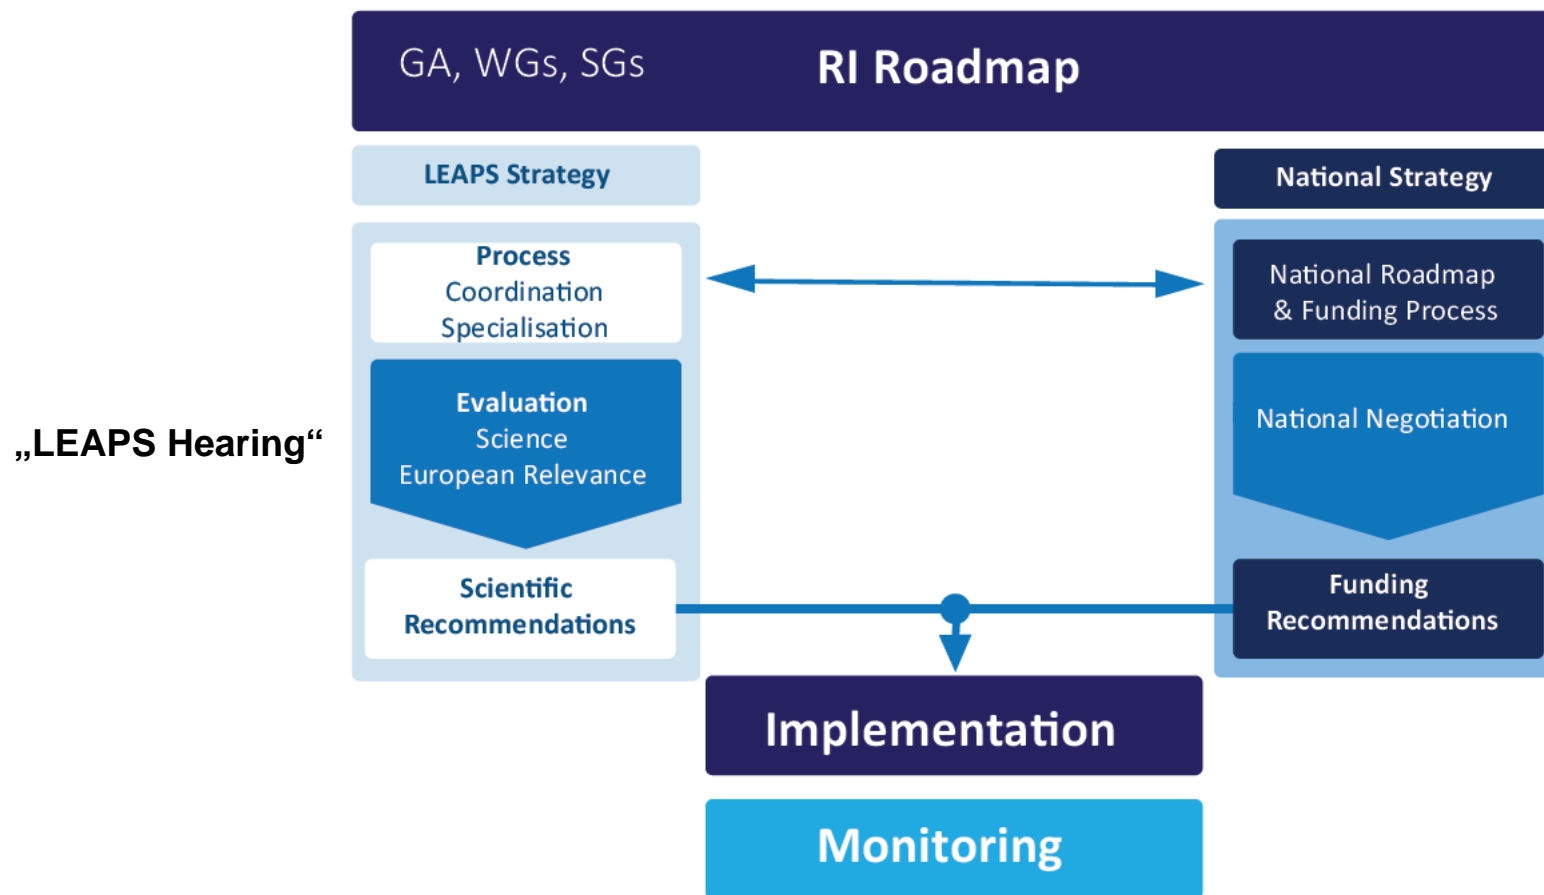 GA, WGs, SGs
RI Roadmap
LEAPS Strategy
Process
Coordination
Specialisation
„LEAPS Hearing“
Evaluation
Science
European Relevance
Scientific
Recommendations
National Strategy
National Roadmap
& Funding Process
National Negotiation
Funding
Recommendations
Implementation
Monitoring